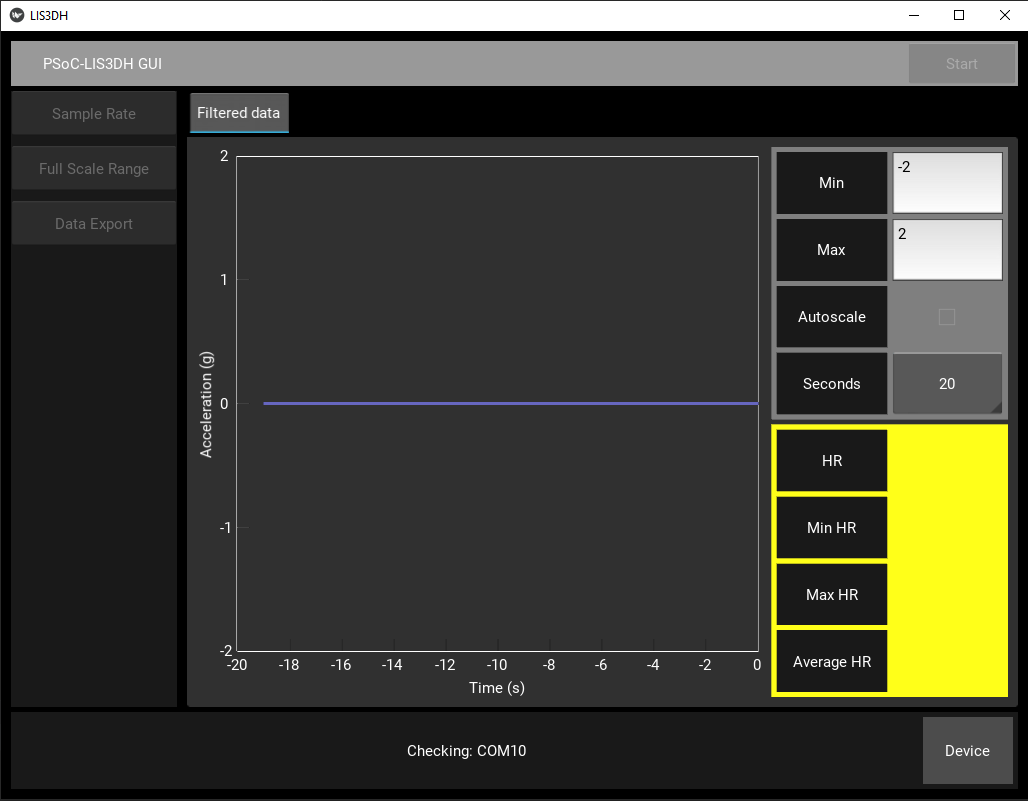 LIS3DH
PSoC-LIS3DH GUI
Start
Sample Rate
Full Scale Range
Data Export
Filtered data
2
1
0
-1
-2
Acceleration (g)
-20 -18 -16 -14 -12 -10 -8 -6 -4 -2 0
Time (s)
Min -2
Max 2
Autoscale
Seconds 20
HR
Min HR
Max HR
Average HR
Checking: COM10
Device